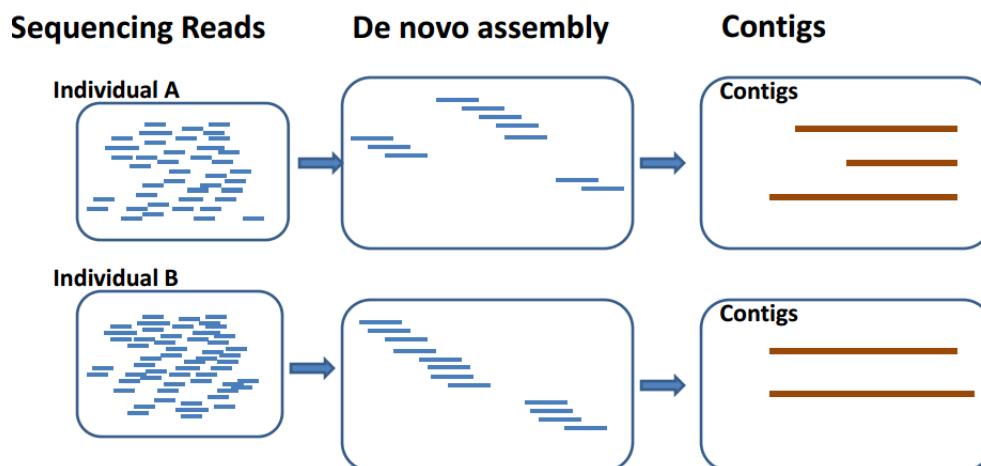 Sequencing Reads
De novo assembly
Contigs
Individual A
Contigs
Individual B
Contigs